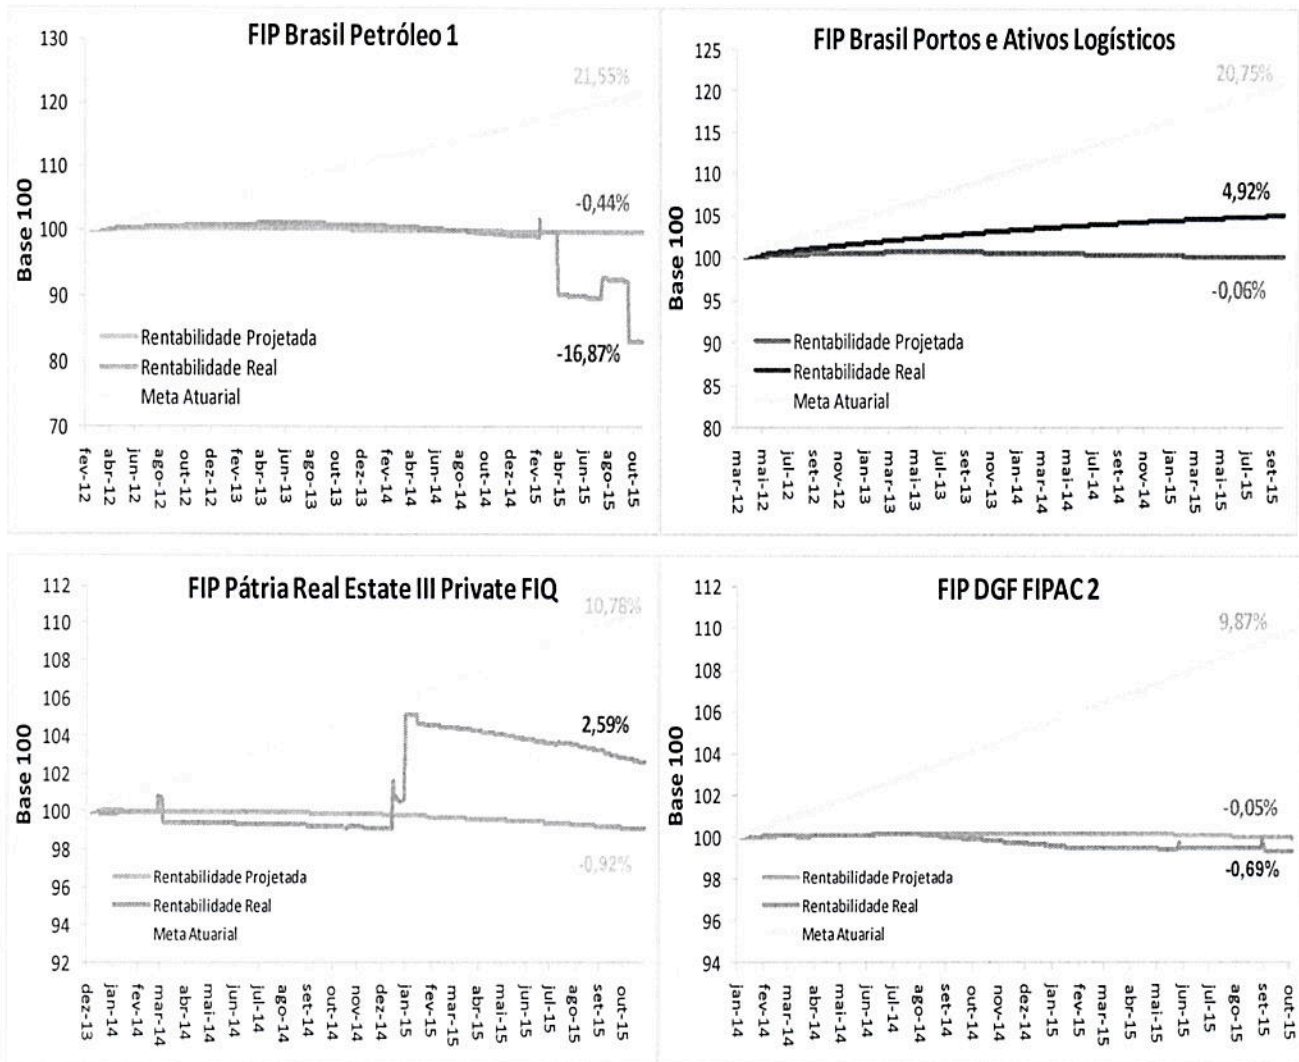 FIP Brasil Petróleo 1
130
120
110
100
90
80
70
Base 100
21,55%
-0,44%
-16,87%
Rentabilidade Projetada
Rentabilidade Real
Meta Atuarial
fev-12
abr-12
jun-12
ago-12
out-12
dez-12
fev-13
abr-13
jun-13
ago-13
out-13
dez-13
fev-14
abr-14
jun-14
ago-14
out-14
dez-14
fev-15
abr-15
jun-15
ago-15
out-15
FIP Brasil Portos e Ativos Logísticos
125
120
115
110
105
100
95
90
85
80
Base 100
20,75%
4,92%
-0,06%
Rentabilidade Projetada
Rentabilidade Real
Meta Atuarial
mar-12
mai-12
jul-12
set-12
nov-12
jan-13
mar-13
mai-13
jul-13
set-13
nov-13
jan-14
mar-14
mai-14
jul-14
set-14
nov-14
jan-15
mar-15
mai-15
jul-15
set-15
FIP Pátria Real Estate III Private FIQ
112
110
108
106
104
102
100
98
96
94
92
Base 100
10,78%
2,59%
-0,92%
Rentabilidade Projetada
Rentabilidade Real
Meta Atuarial
dez-13
jan-14
fev-14
mar-14
abr-14
mai-14
jun-14
jul-14
ago-14
set-14
out-14
nov-14
dez-14
jan-15
fev-15
mar-15
abr-15
mai-15
jun-15
jul-15
ago-15
set-15
out-15
FIP DGF FIPAC 2
112
110
108
106
104
102
100
98
96
94
Base 100
9,87%
-0,05%
-0,69%
Rentabilidade Projetada
Rentabilidade Real
Meta Atuarial
jan-14
fev-14
mar-14
abr-14
mai-14
jun-14
jul-14
ago-14
set-14
out-14
nov-14
dez-14
jan-15
fev-15
mar-15
abr-15
mai-15
jun-15
jul-15
ago-15
set-15
out-15